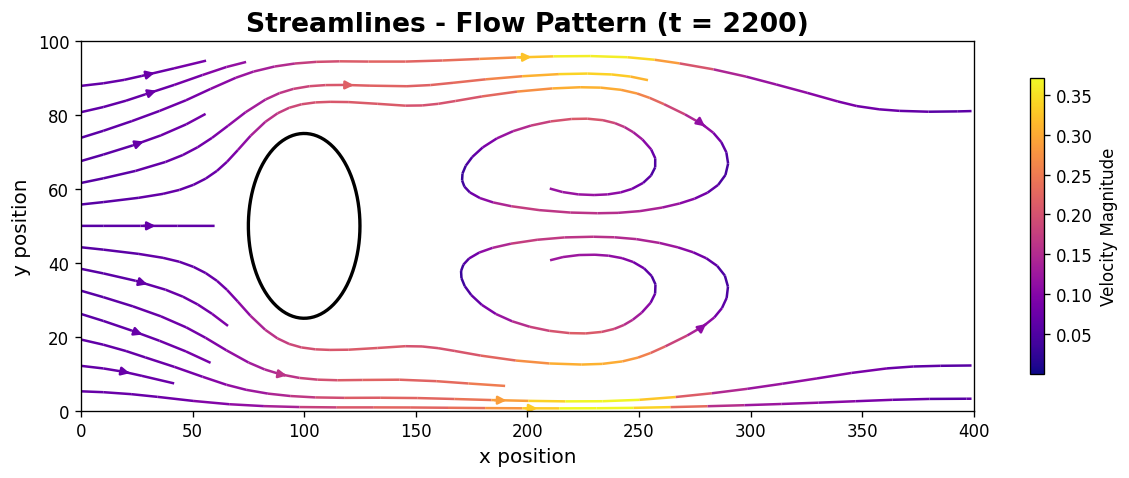 Streamlines - Flow Pattern (t = 2200)
100
80
60
40
20
0
y position
0 50 100 150 200 250 300 350 400
x position
0.35
0.30
0.25
0.20
0.15
0.10
0.05
Velocity Magnitude